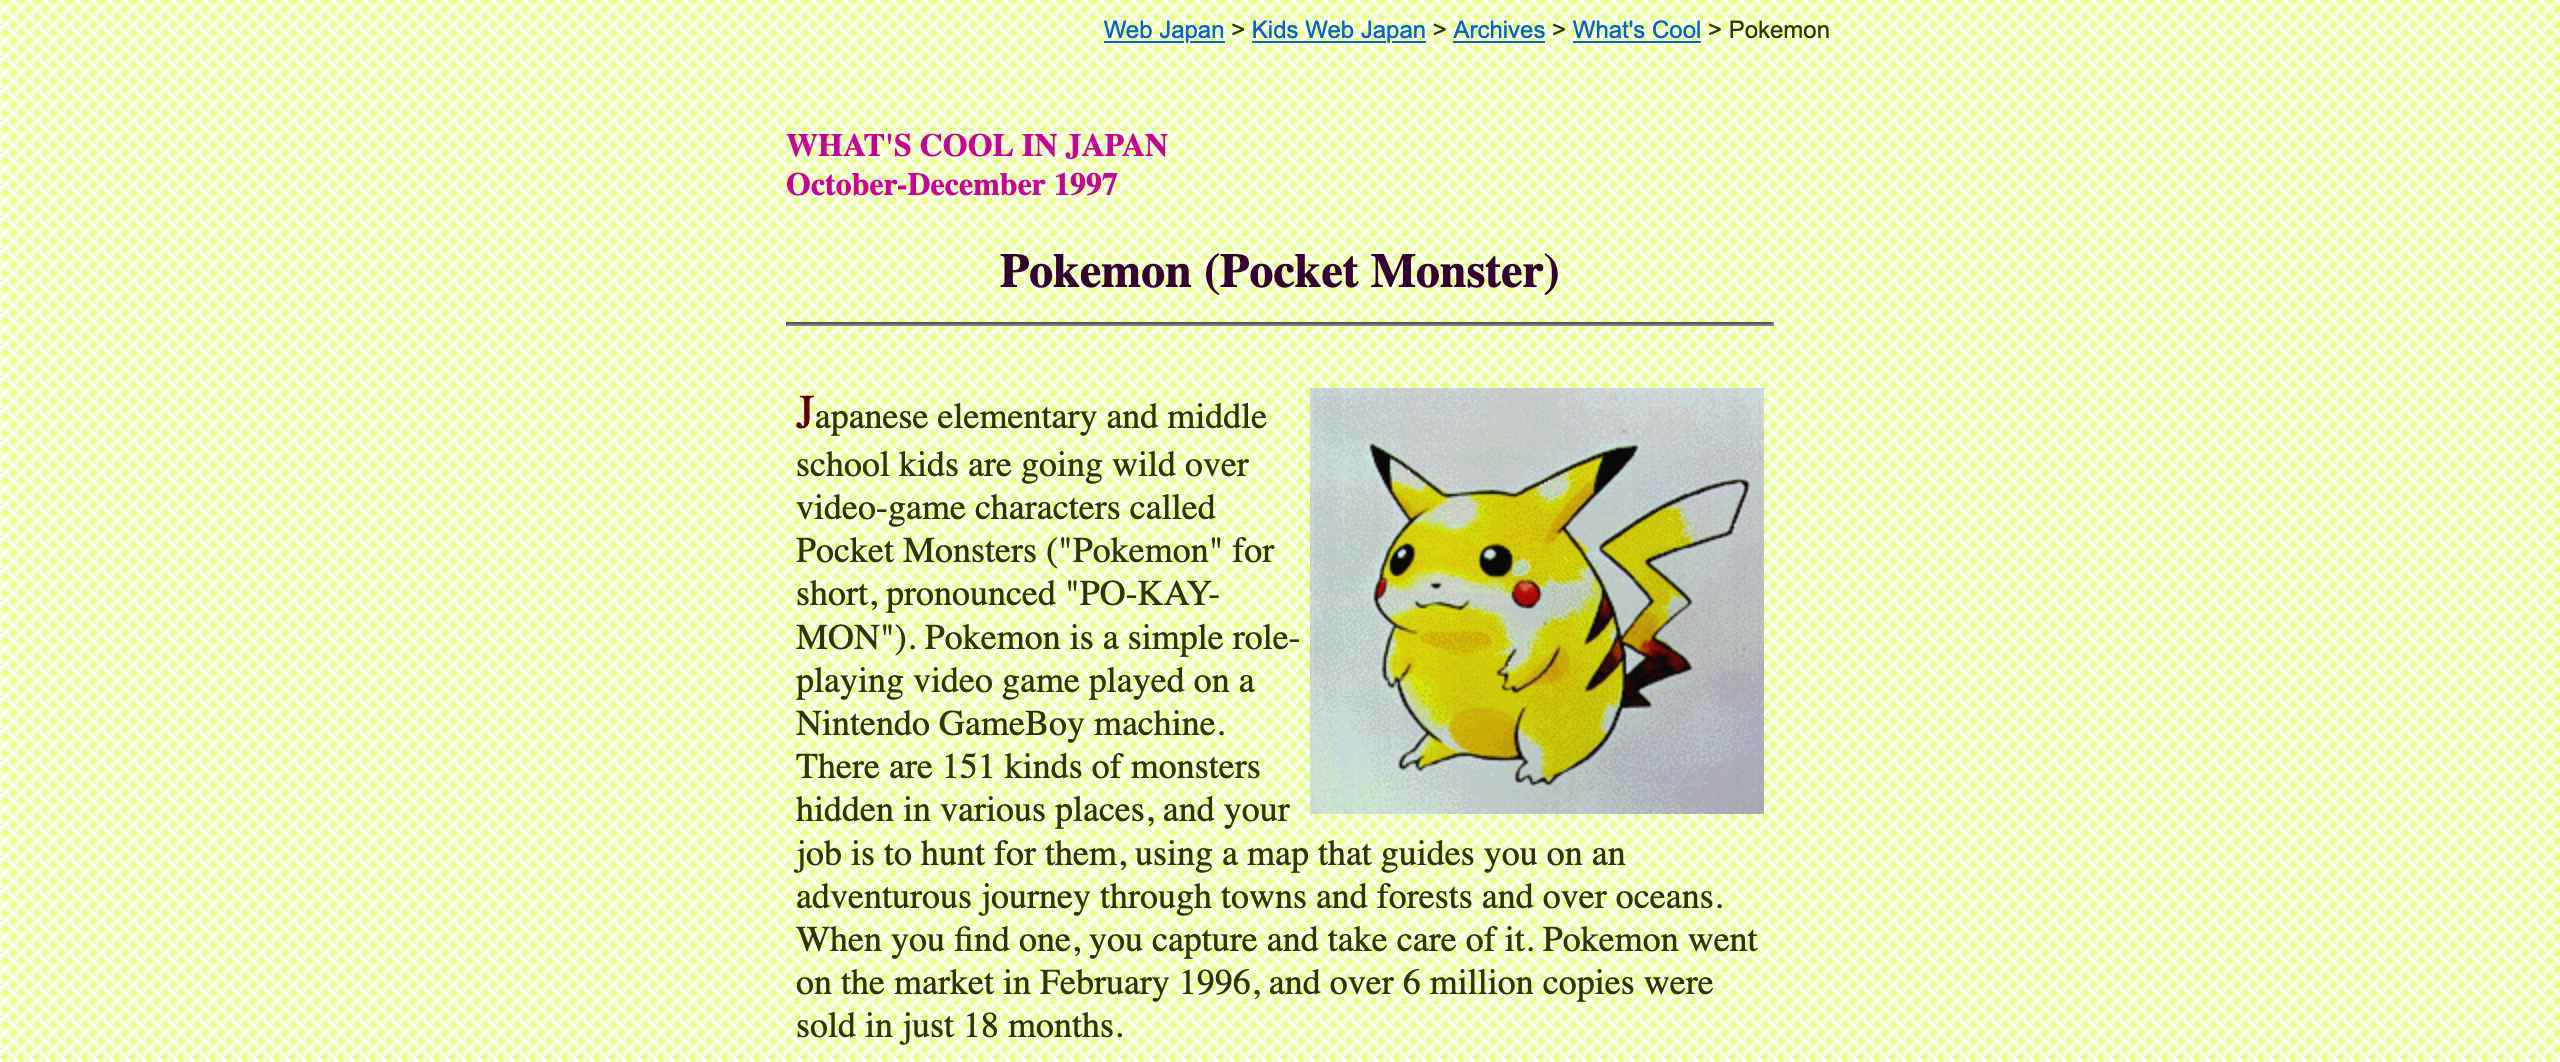 Web Japan > Kids Web Japan > Archives > What's Cool > Pokemon
WHAT'S COOL IN JAPAN
October-December 1997
Pokemon (Pocket Monster)
Japanese elementary and middle
school kids are going wild over
video-game characters called
Pocket Monsters ("Pokemon" for
short, pronounced "PO-KAY-
MON"). Pokemon is a simple role-
playing video game played on a
Nintendo GameBoy machine.
There are 151 kinds of monsters
hidden in various places, and your
job is to hunt for them, using a map that guides you on an
adventurous journey through towns and forests and over oceans.
When you find one, you capture and take care of it. Pokemon went
on the market in February 1996, and over 6 million copies were
sold in just 18 months.